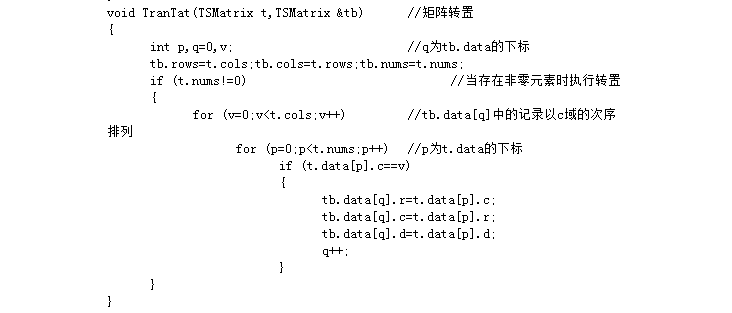 void TranTat(TSMatrix t,TSMatrix &tb)      //矩阵转置
{
      int p,q=0,v;                        //q为tb.data的下标
      tb.rows=t.cols;tb.cols=t.rows;tb.nums=t.nums;
      if (t.nums!=0)                            //当存在非零元素时执行转置
      {
            for (v=0;v<t.cols;v++)        //tb.data[q]中的记录以c域的次序
排列
                  for (p=0;p<t.nums;p++)  //p为t.data的下标
                        if (t.data[p].c==v)
                        {
                              tb.data[q].r=t.data[p].c;
                              tb.data[q].c=t.data[p].r;
                              tb.data[q].d=t.data[p].d;
                              q++;
                        }
      }
}